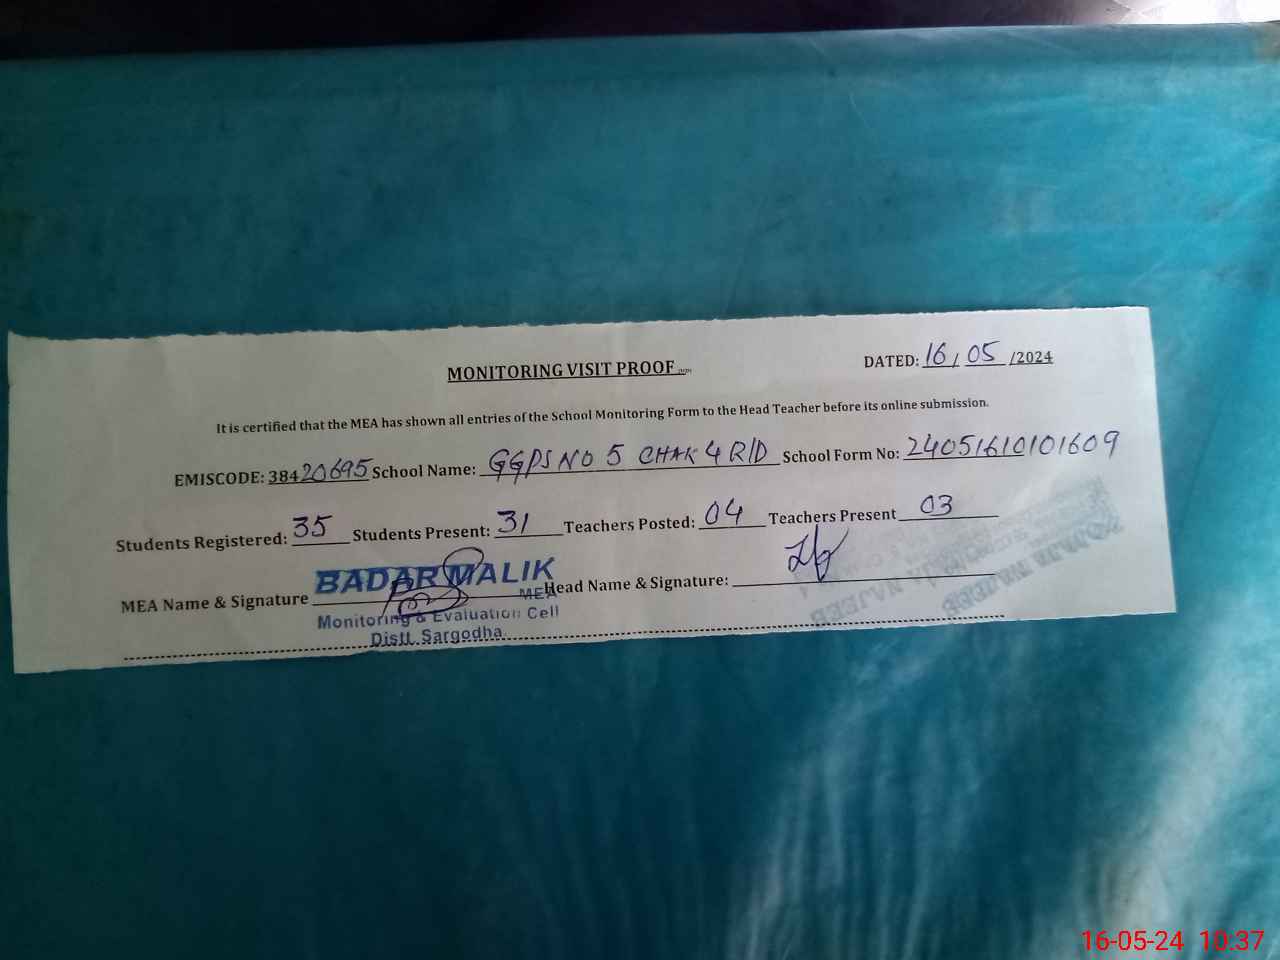 MONITORING VISIT PROOF
DATED: 16/05/2024
It is certified that the MEA has shown all entries of the School Monitoring Form to the Head Teacher before its online submission.
EMISCODE: 38420695 School Name: GGPS NO 5 CHAK 4 R/D School Form No: 24051610101609
Students Registered: 35 Students Present: 31 Teachers Posted: 04 Teachers Present 03
BADAR MALIK
MEA
MEA Name & Signature Head Name & Signature:
Monitoring & Evaluation Cell
Distt. Sargodha
16-05-24 10:37